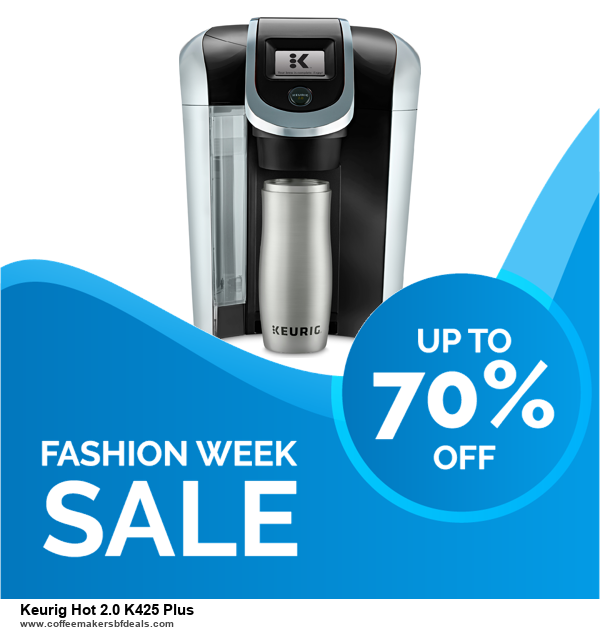 K
KEURIG
UP TO
70%
OFF
FASHION WEEK
SALE
Keurig Hot 2.0 K425 Plus
www.coffeemakersbfdeals.com